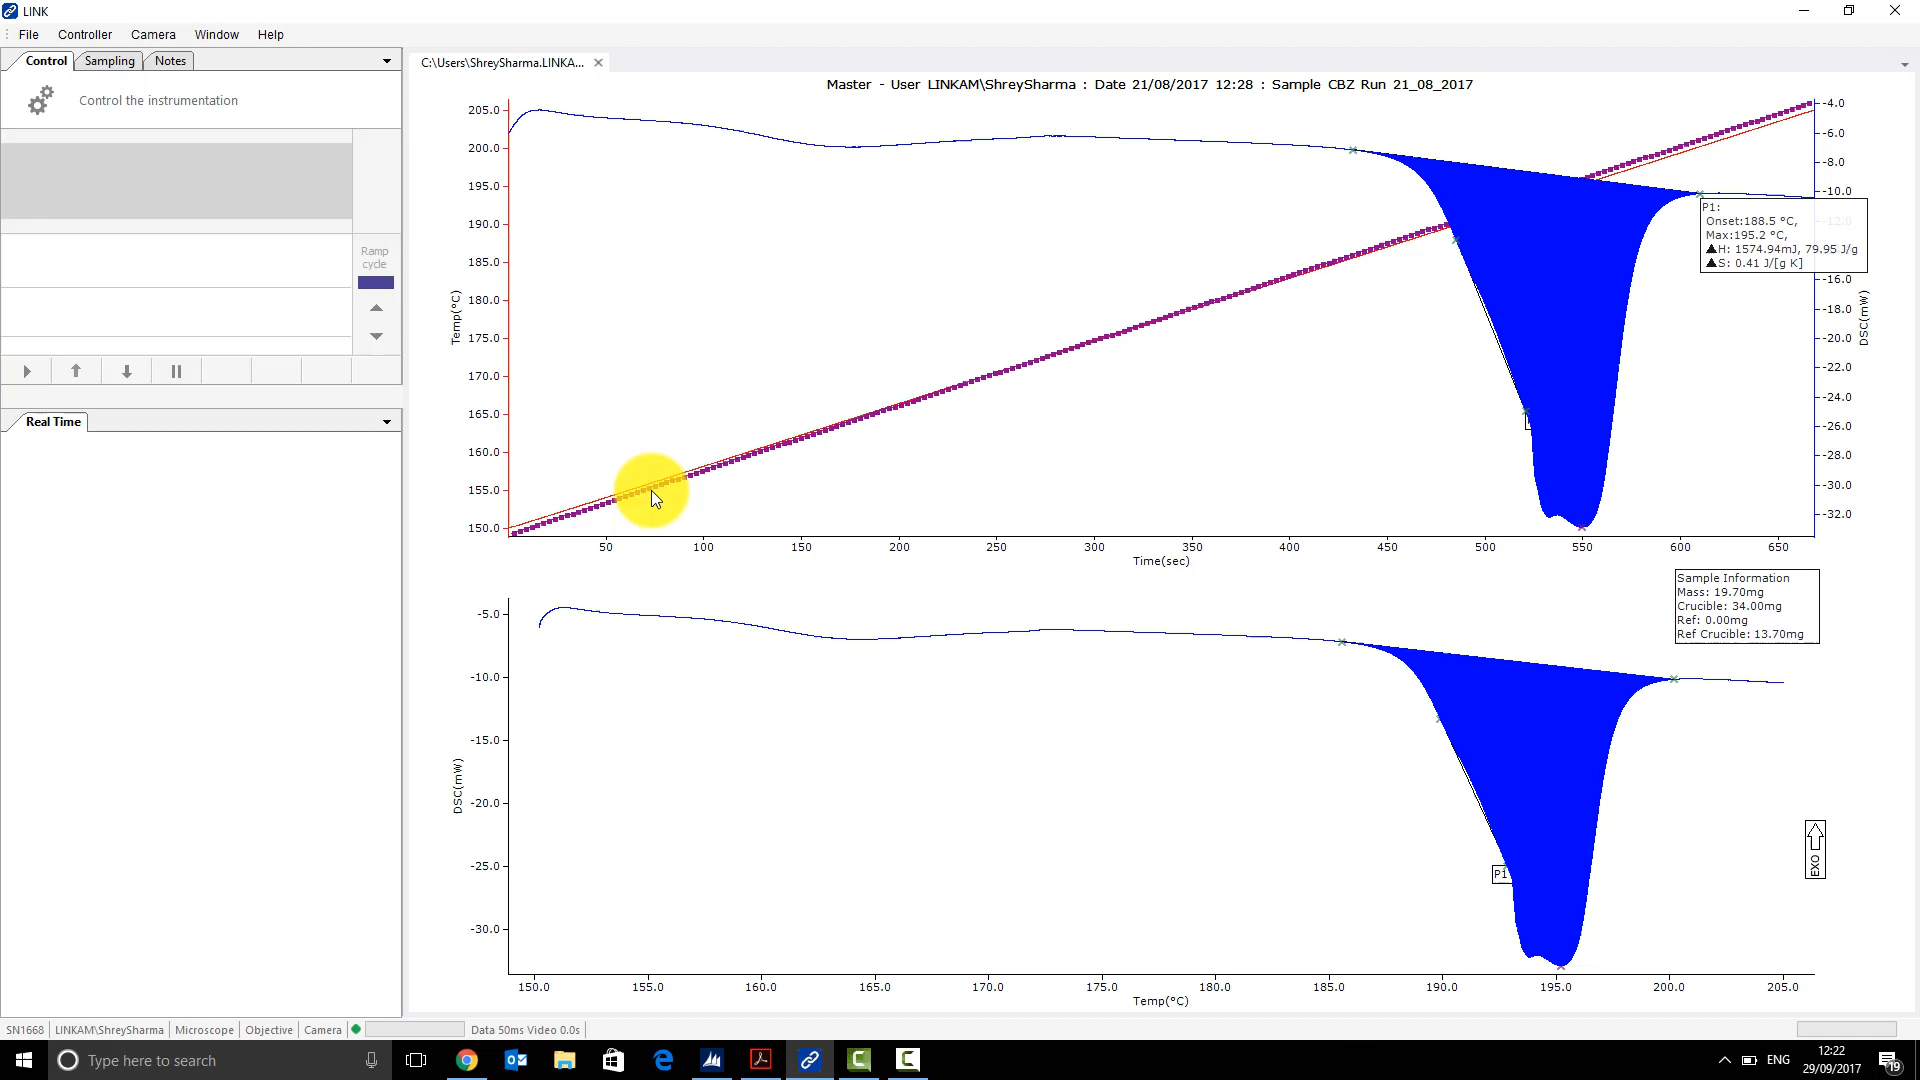 LINK
File Controller Camera Window Help
Control Sampling Notes
Control the instrumentation
Ramp
cycle
Real Time
C:\Users\ShreySharma.LINKA...
Master - User LINKAM\ShreySharma : Date 21/08/2017 12:28 : Sample CBZ Run 21_08_2017
205.0
200.0
195.0
190.0
185.0
180.0
175.0
170.0
165.0
160.0
155.0
150.0
Temp(°C)
50 100 150 200 250 300 350 400 450 500 550 600 650
Time(sec)
-4.0
-6.0
-8.0
-10.0
-12.0
-16.0
-18.0
-20.0
-22.0
-24.0
-26.0
-28.0
-30.0
-32.0
DSC(mW)
P1:
Onset:188.5 °C,
Max:195.2 °C,
▲H: 1574.94mJ, 79.95 J/g
▲S: 0.41 J/[g K]
Sample Information
Mass: 19.70mg
Crucible: 34.00mg
Ref: 0.00mg
Ref Crucible: 13.70mg
-5.0
-10.0
-15.0
-20.0
-25.0
-30.0
DSC(mW)
P1
EXO
150.0 155.0 160.0 165.0 170.0 175.0 180.0 185.0 190.0 195.0 200.0 205.0
Temp(°C)
SN1668 LINKAM\ShreySharma Microscope Objective Camera Data 50ms Video 0.0s
Type here to search
ENG
12:22
29/09/2017
19